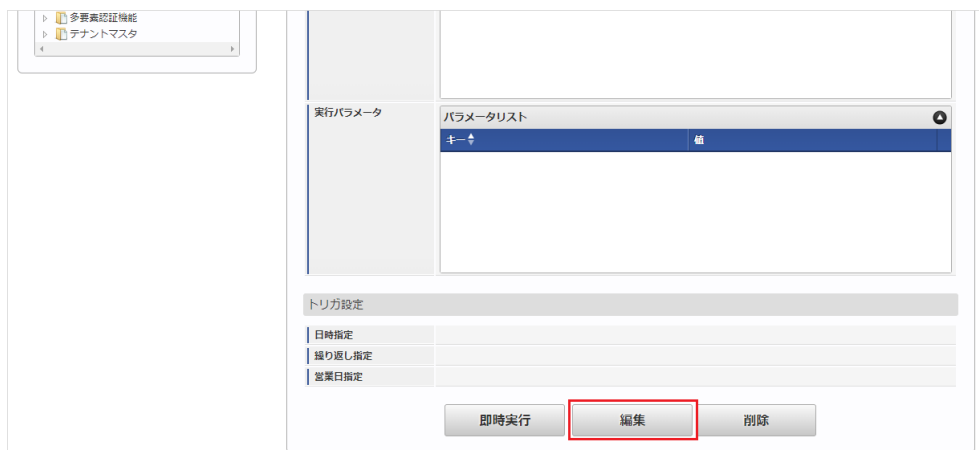 多要素認証機能
テナントマスタ
実行パラメータ
パラメータリスト
キー
値
トリガ設定
日時指定
繰り返し指定
営業日指定
即時実行
編集
削除